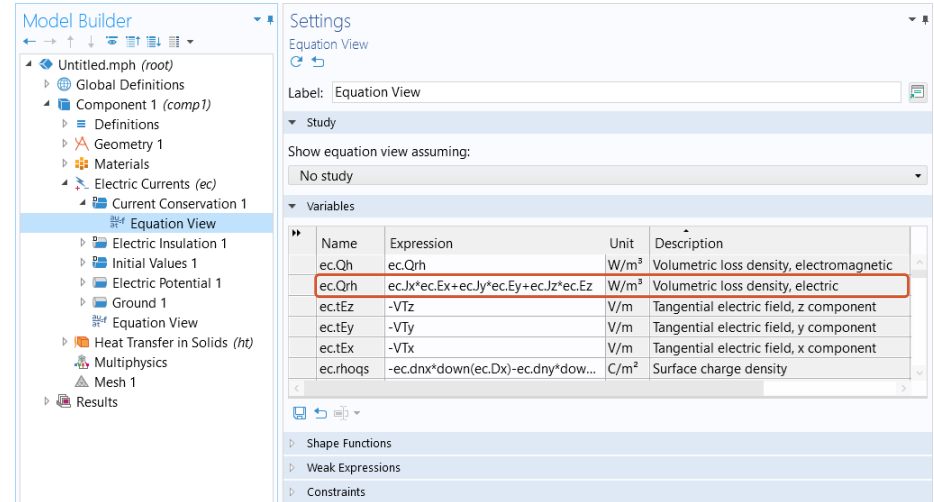 Model Builder
Untitled.mph (root)
Global Definitions
Component 1 (comp1)
Definitions
Geometry 1
Materials
Electric Currents (ec)
Current Conservation 1
Equation View
Electric Insulation 1
Initial Values 1
Electric Potential 1
Ground 1
Equation View
Heat Transfer in Solids (ht)
Multiphysics
Mesh 1
Results
Settings
Equation View
Label: Equation View
Study
Show equation view assuming:
No study
Variables
Name Expression Unit Description
ec.Qh ec.Qrh W/m³ Volumetric loss density, electromagnetic
ec.Qrh ec.Jx*ec.Ex+ec.Jy*ec.Ey+ec.Jz*ec.Ez W/m³ Volumetric loss density, electric
ec.tEz -VTz V/m Tangential electric field, z component
ec.tEy -VTy V/m Tangential electric field, y component
ec.tEx -VTx V/m Tangential electric field, x component
ec.rhoqs -ec.dnx*down(ec.Dx)-ec.dny*dow... C/m² Surface charge density
Shape Functions
Weak Expressions
Constraints